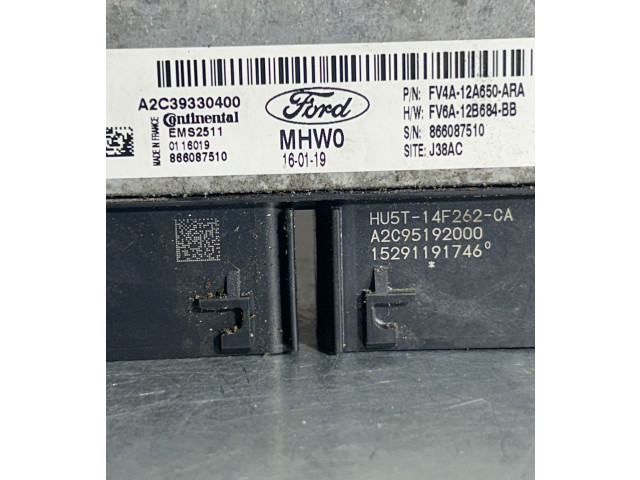 A2C39330400
Continental
EMS2511
0116019
866087510
MADE IN FRANCE
Ford
MHW0
16-01-19
P/N: FV4A-12A650-ARA
H/W: FV6A-12B684-BB
S/N: 866087510
SITE: J38AC
HU5T-14F262-CA
A2C95192000
15291191746°
*